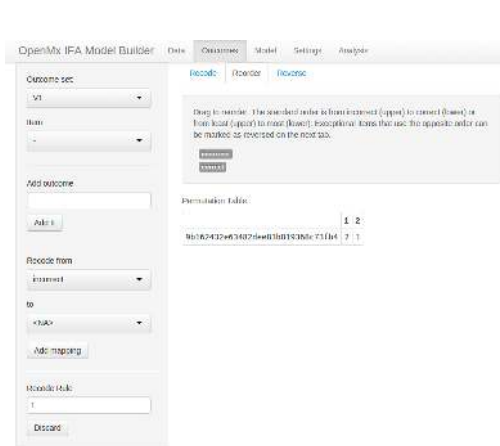 OpenMx IFA Model Builder Data Outcomes Model Settings Analysis
Outcome set
V1
Item
-
Add outcome
Add it
Recode from
incorrect
to
<NA>
Add mapping
Recode Rule
1
Discard
Recode Reorder Reverse
Drag to reorder. The standard order is from incorrect (upper) to correct (lower) or
from least (upper) to most (lower). Exceptional items that use the opposite order can
be marked as reversed on the next tab.
incorrect
correct
Permutation Table
1 2
2 1